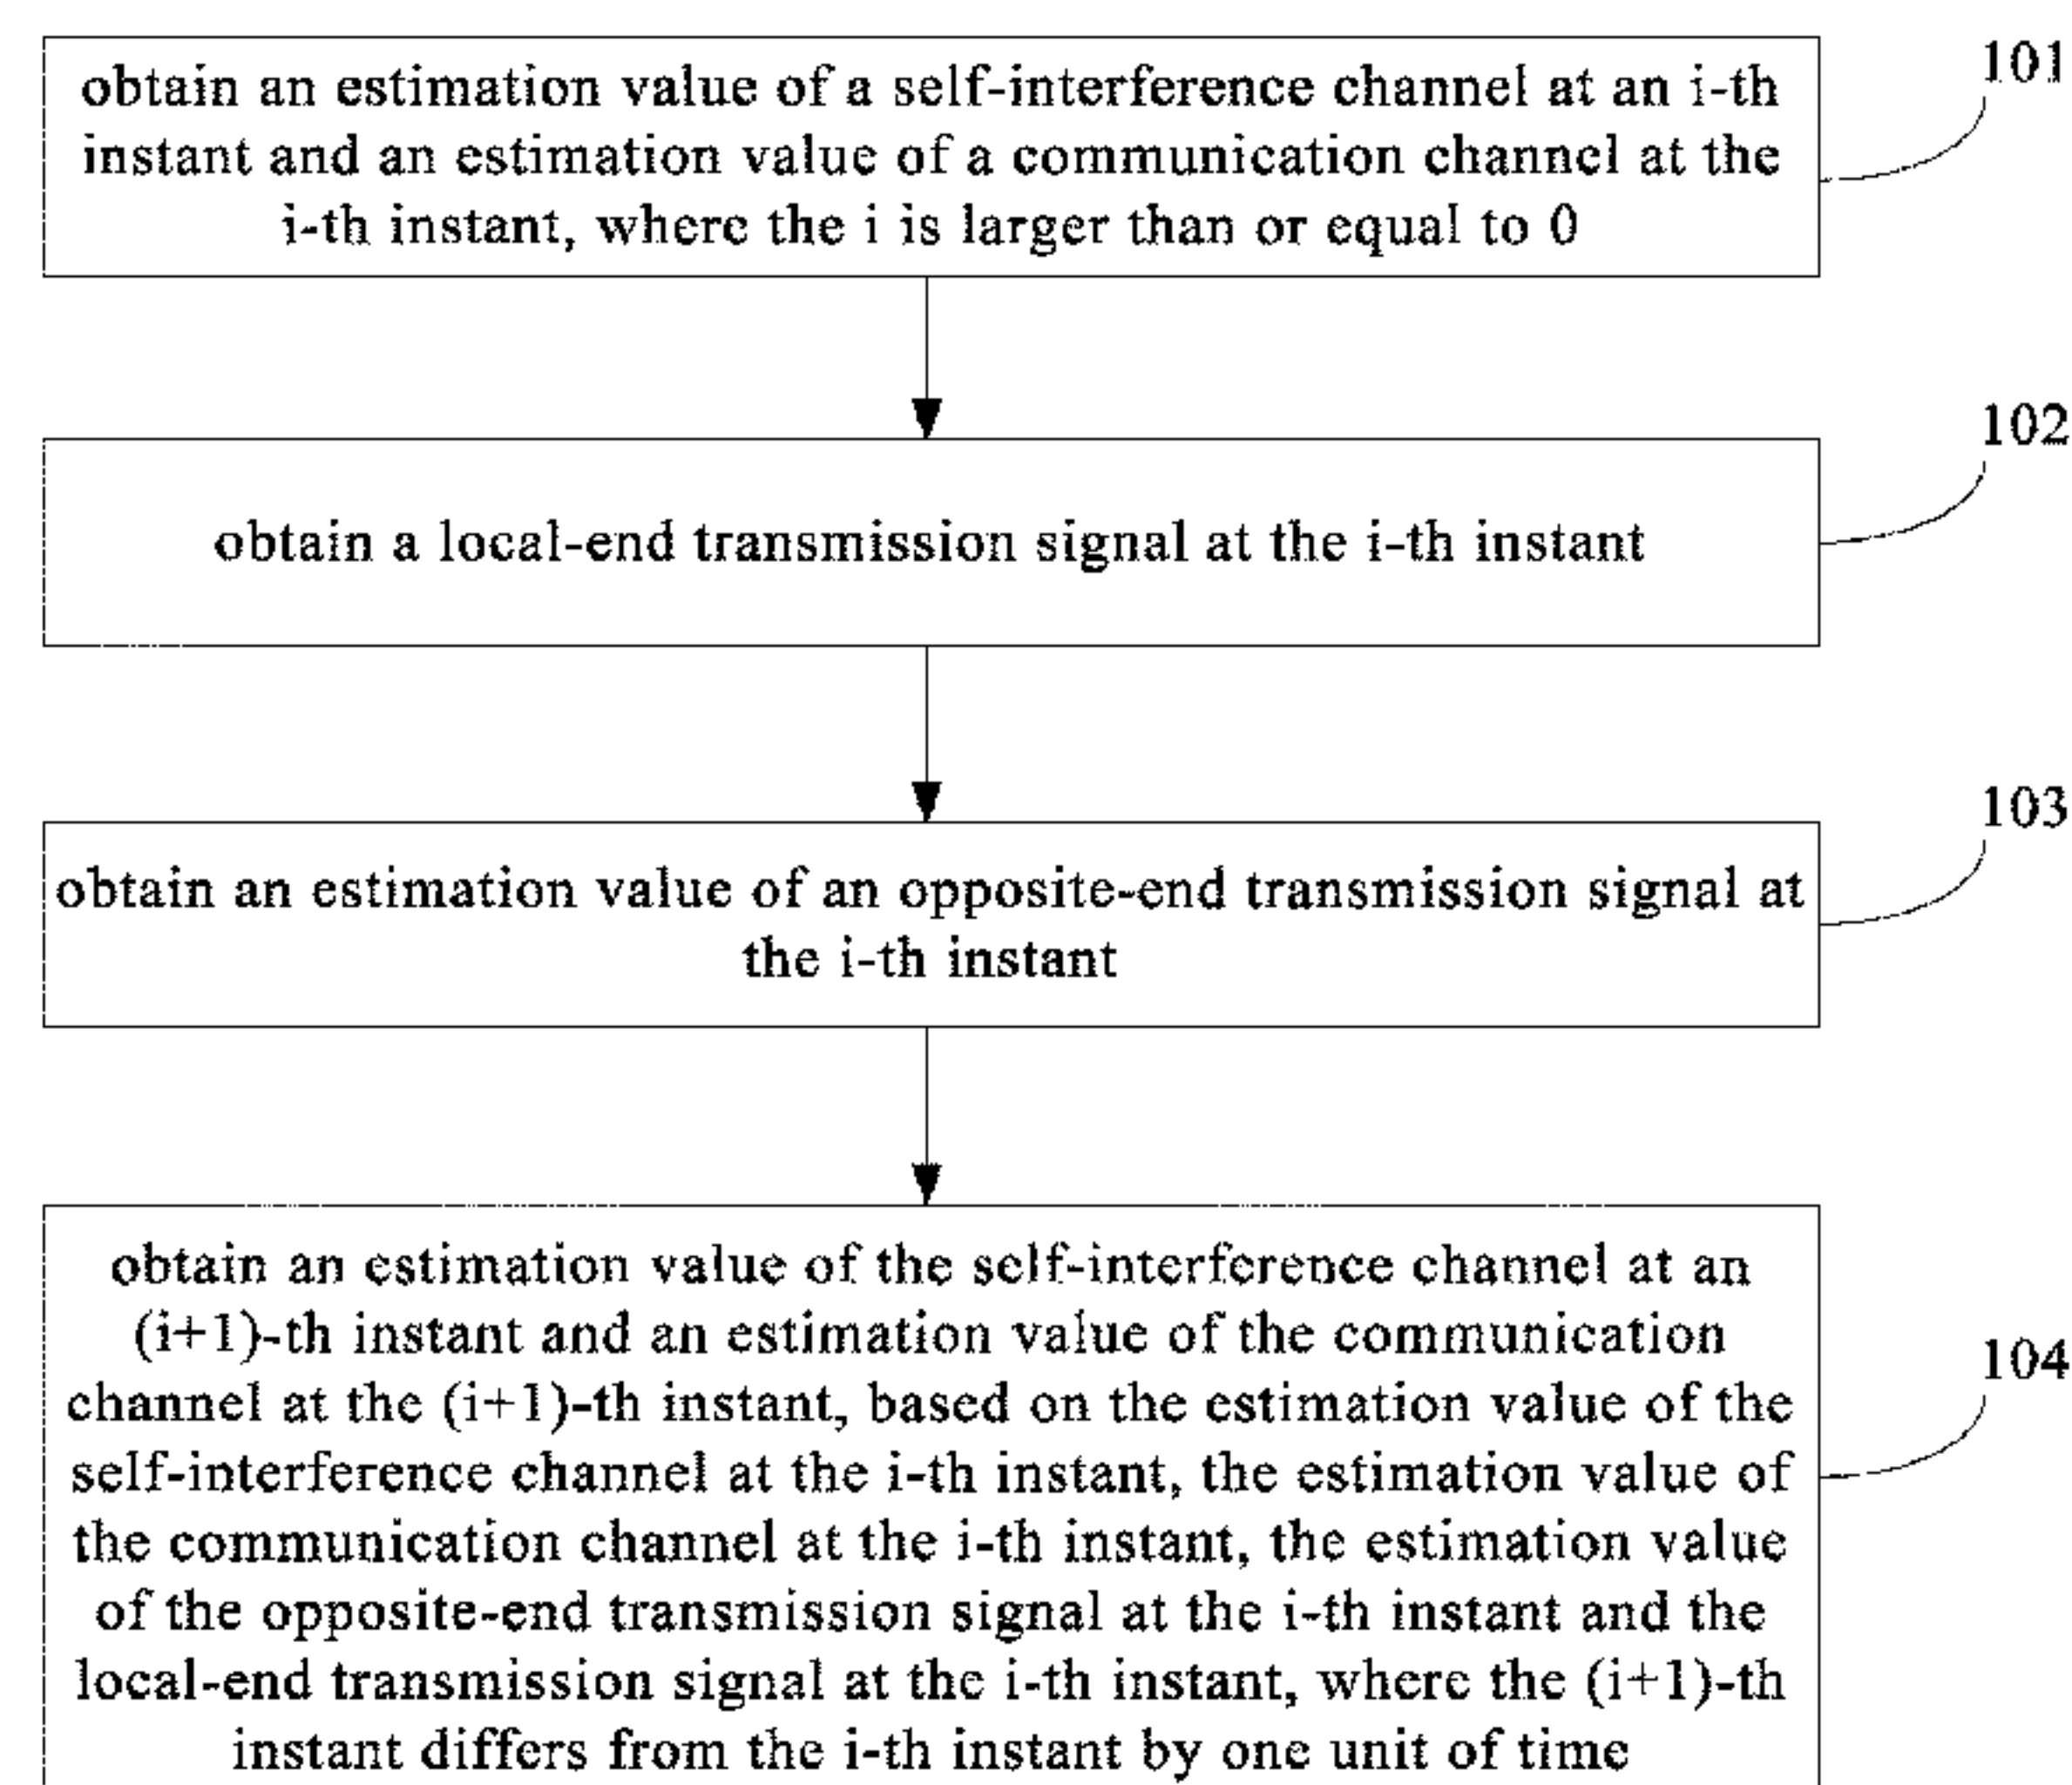 obtain an estimation value of a self-interference channel at an i-th
instant and an estimation value of a communication channel at the
i-th instant, where the i is larger than or equal to 0
101
102
obtain a local-end transmission signal at the i-th instant
103
obtain an estimation value of an opposite-end transmission signal at
the i-th instant
obtain an estimation value of the self-interference channel at an
(i+1)-th instant and an estimation value of the communication
channel at the (i+1)-th instant, based on the estimation value of the
self-interference channel at the i-th instant, the estimation value of
the communication channel at the i-th instant, the estimation value
of the opposite-end transmission signal at the i-th instant and the
local-end transmission signal at the i-th instant, where the (i+1)-th
instant differs from the i-th instant by one unit of time
104